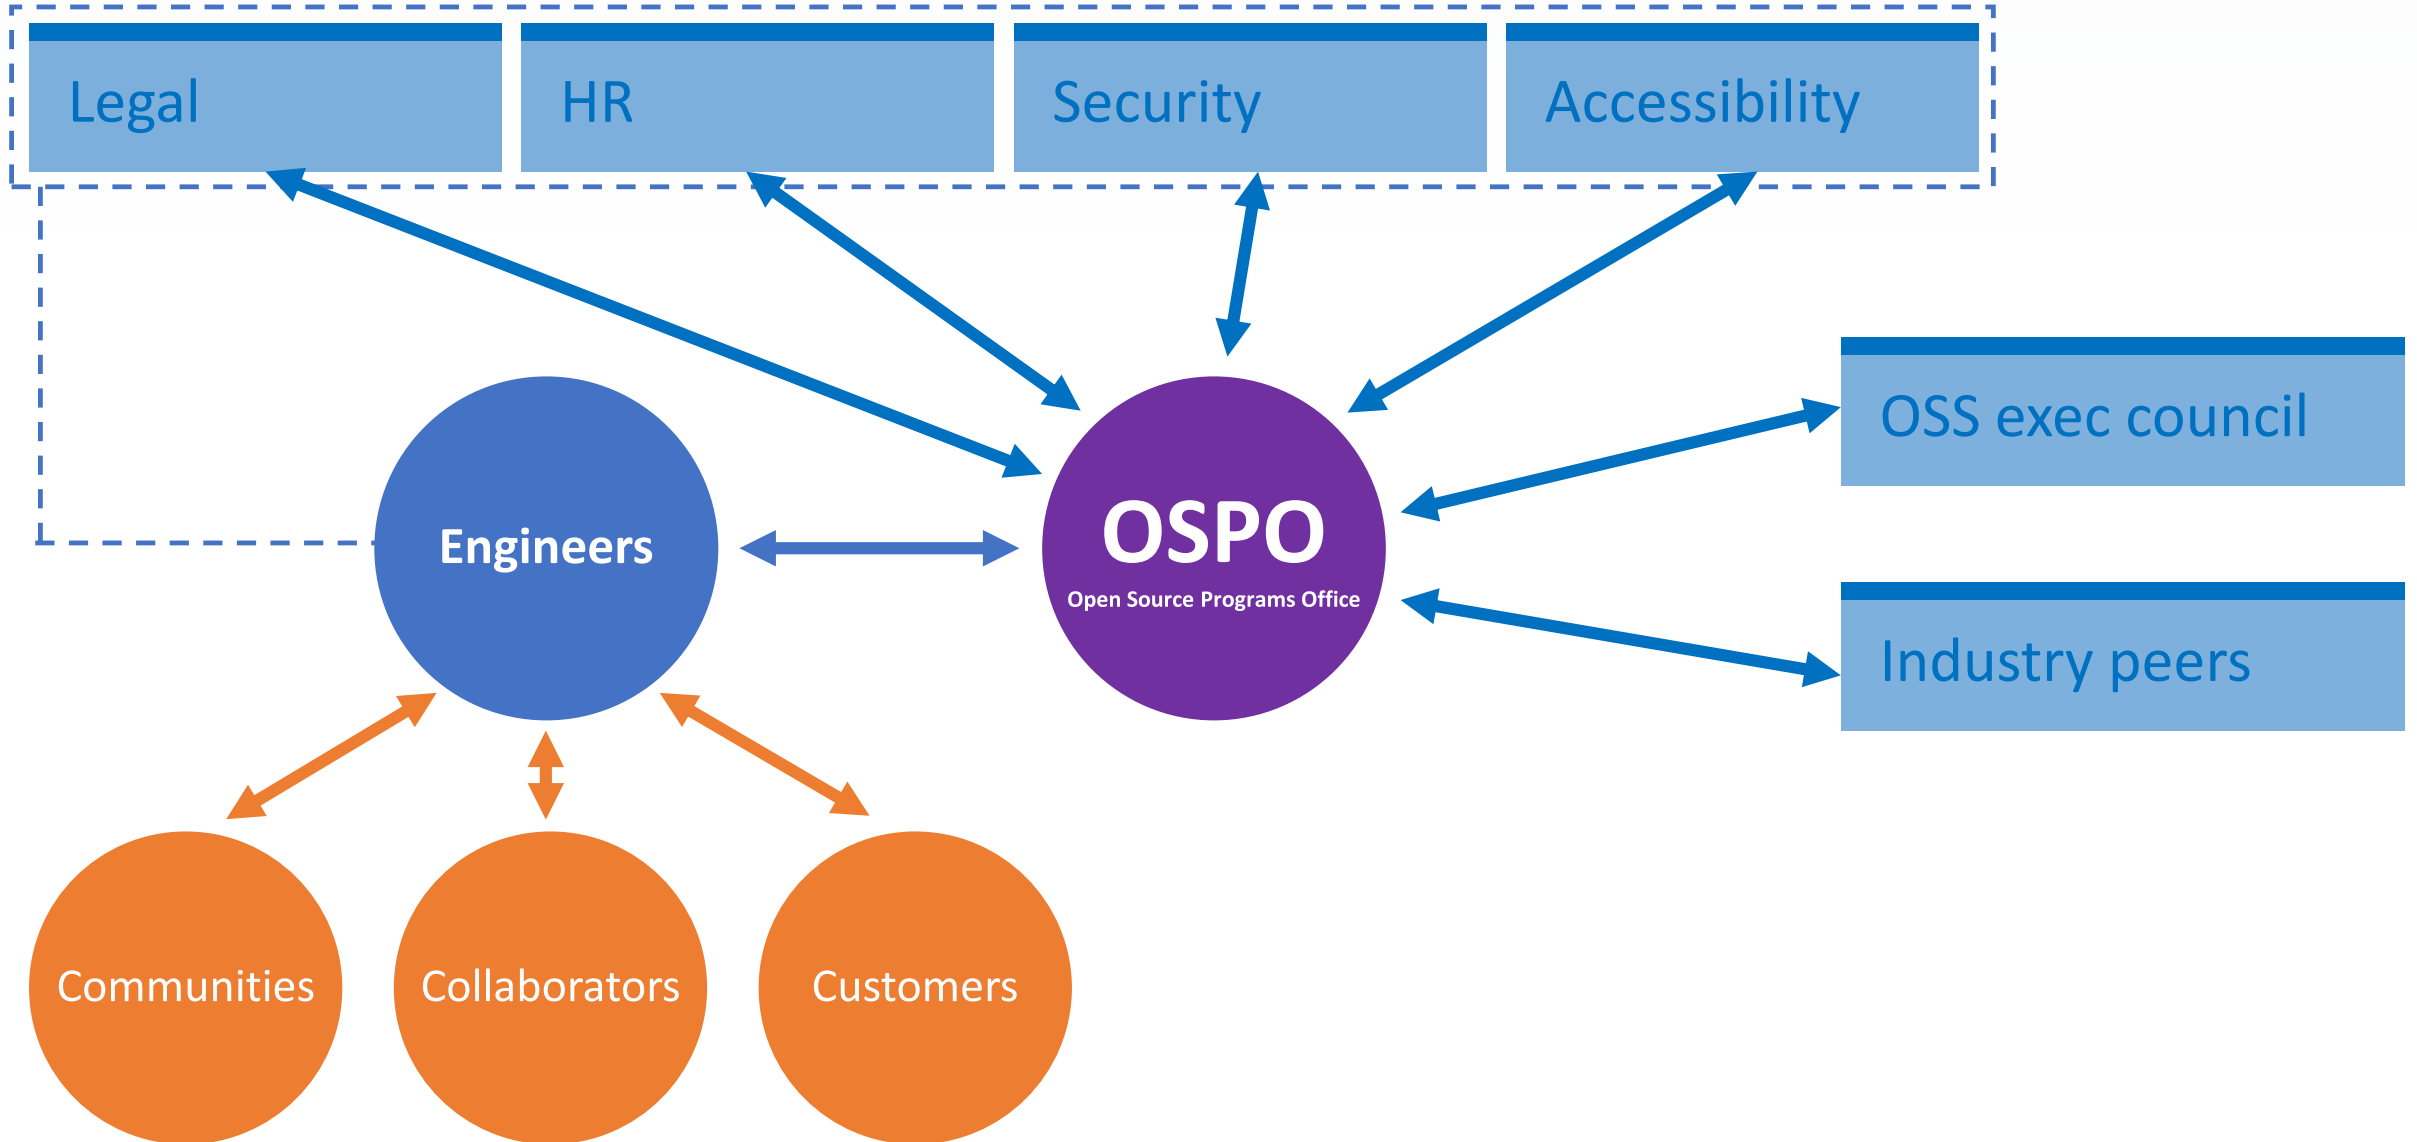 Legal
HR
Security
Accessibility
OSS exec council
Engineers
OSPO
Open Source Programs Office
Industry peers
Communities
Collaborators
Customers